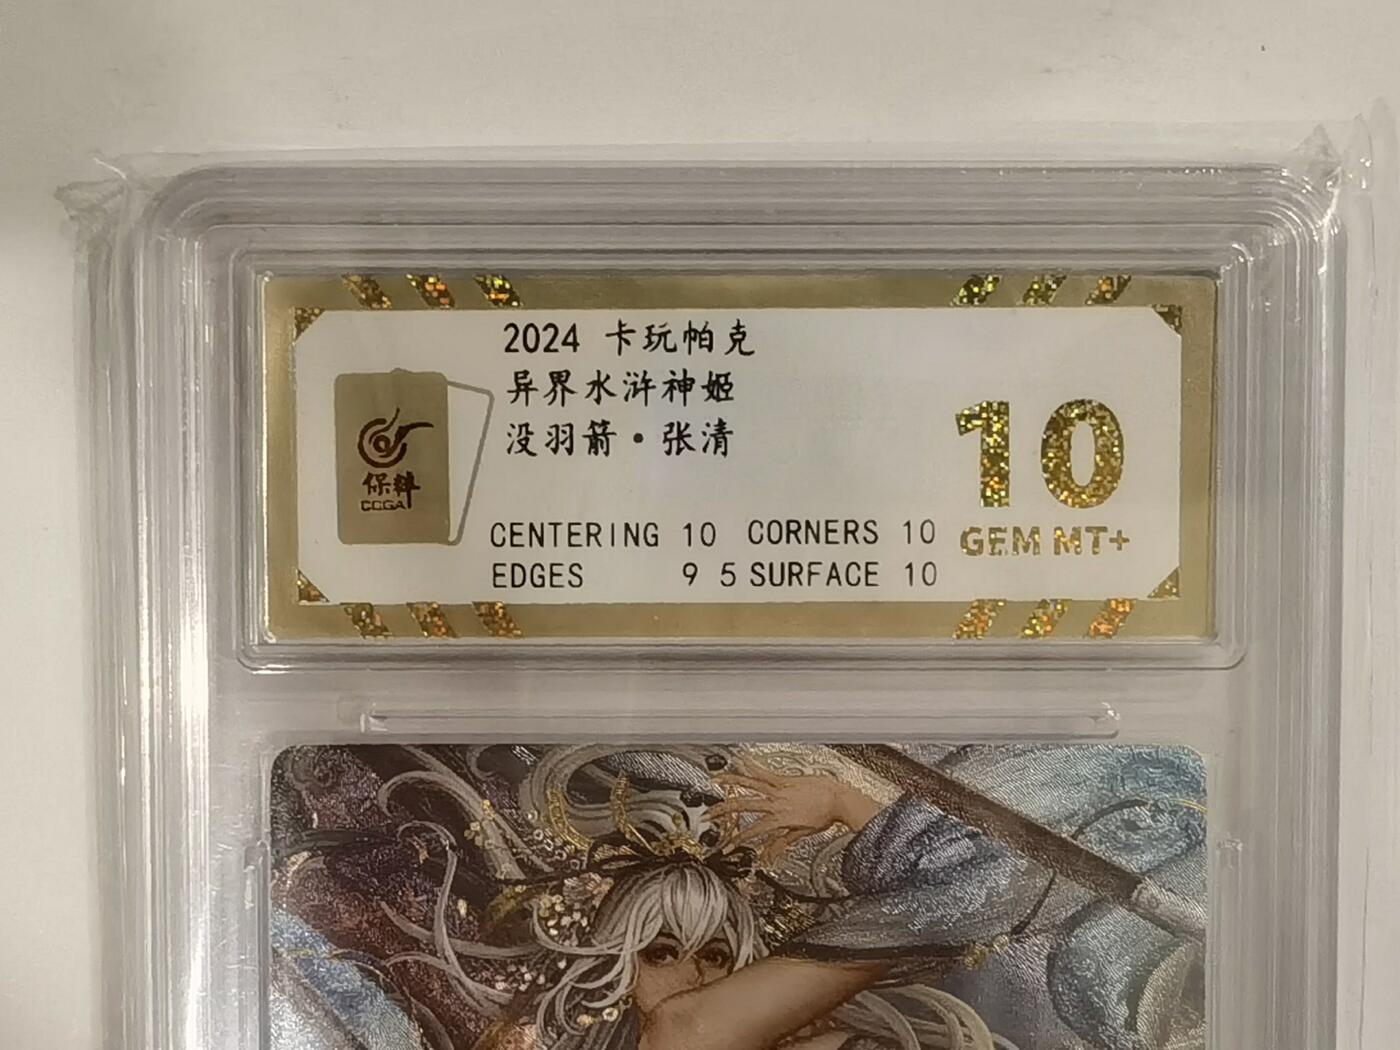 2024 卡玩帕克
异界水浒神姬
没羽箭·张清
保粹
CCGA
CENTERING 10 CORNERS 10
EDGES 9 5 SURFACE 10
10
GEM MT+